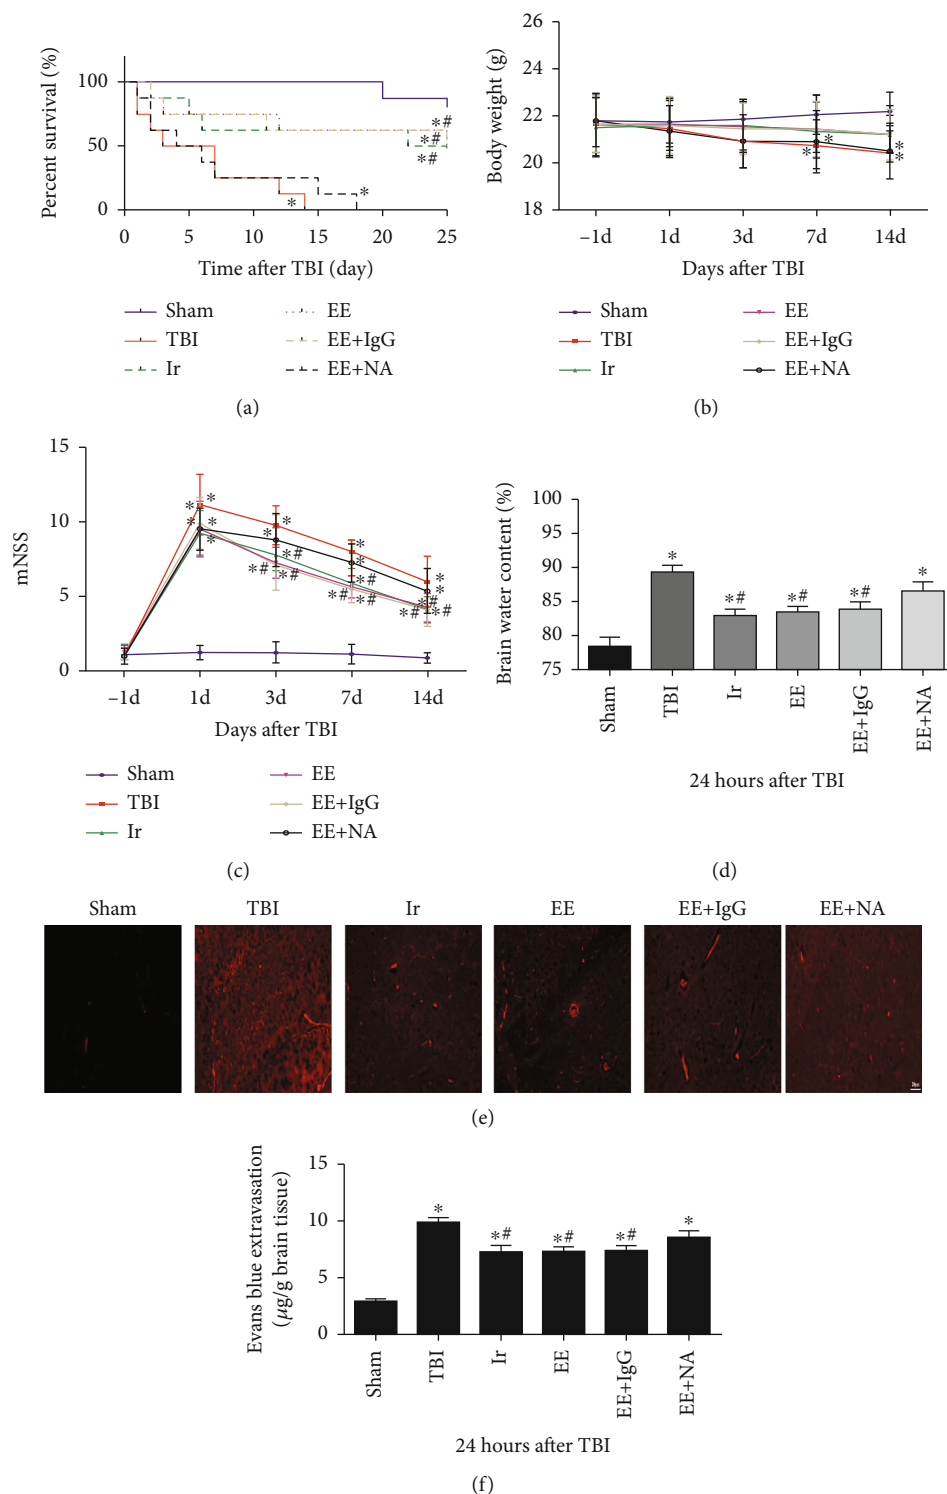 Percent survival (%)
100
50
0
0 5 10 15 20 25
*#
*#
*#
*
*
Time after TBI (day)
Sham
TBI
Ir
EE
EE+IgG
EE+NA
(a)
Body weight (g)
26
24
22
20
18
* *
*
*
–1d 1d 3d 7d 14d
Days after TBI
Sham
TBI
Ir
EE
EE+IgG
EE+NA
(b)
mNSS
15
10
5
0
* *
* *
*
* *
*
*#
*# *#
*
*
*#
*# *#
*
*
*#
*# *#
–1d 1d 3d 7d 14d
Days after TBI
Sham
TBI
Ir
EE
EE+IgG
EE+NA
(c)
Brain water content (%)
100
95
90
85
80
75
*
*#
*#
*#
*
Sham
TBI
Ir
EE
EE+IgG
EE+NA
24 hours after TBI
(d)
Sham TBI Ir EE EE+IgG EE+NA
(e)
Evans blue extravasation
(μg/g brain tissue)
15
10
5
0
*
*#
*#
*#
*
Sham
TBI
Ir
EE
EE+IgG
EE+NA
24 hours after TBI
(f)